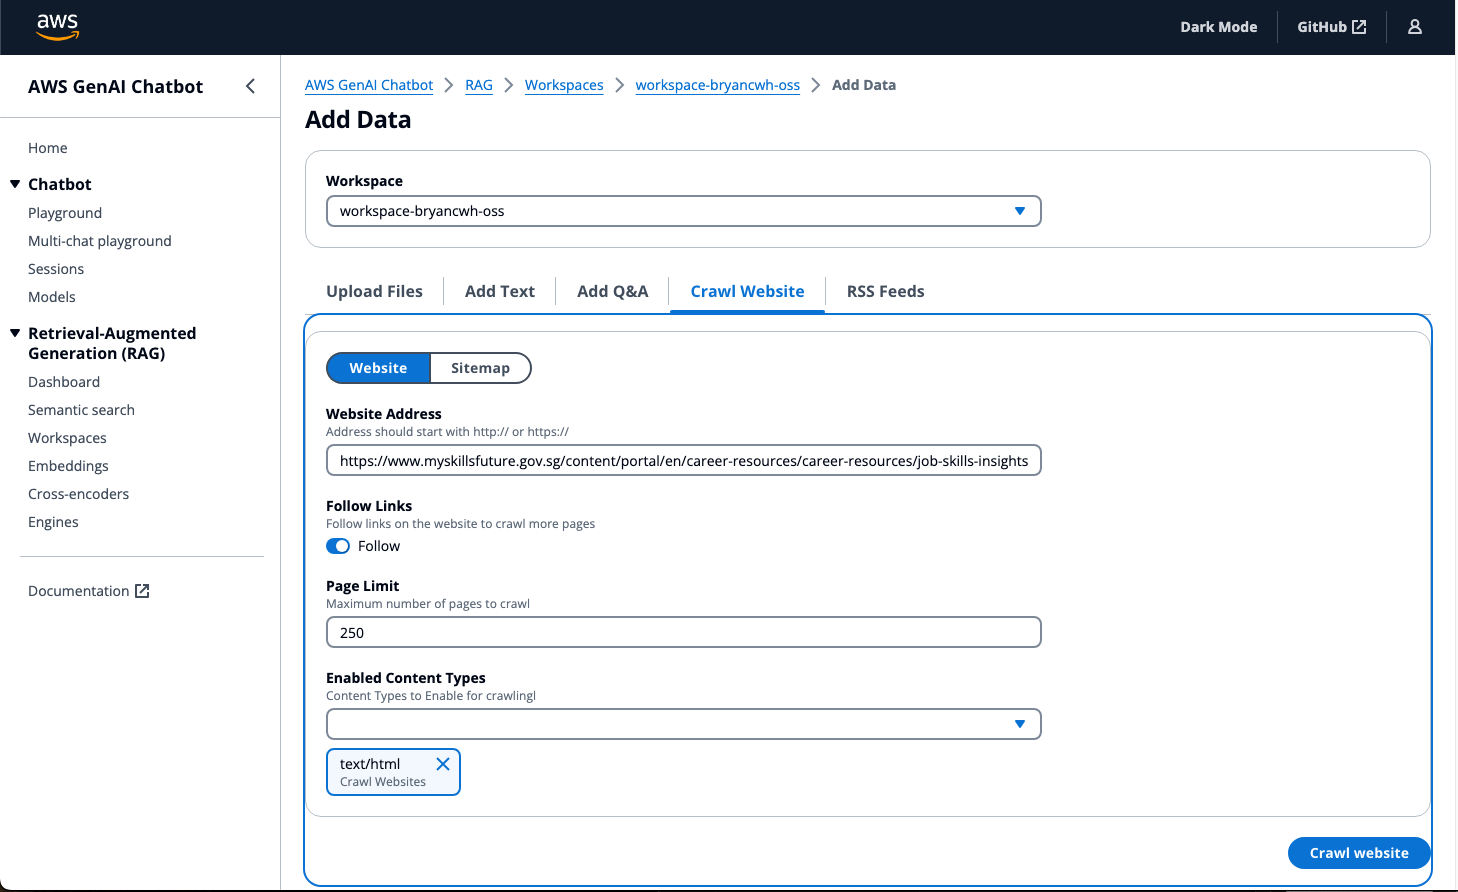 aws
Dark Mode
GitHub
AWS GenAI Chatbot
Home
Chatbot
Playground
Multi-chat playground
Sessions
Models
Retrieval-Augmented
Generation (RAG)
Dashboard
Semantic search
Workspaces
Embeddings
Cross-encoders
Engines
Documentation
AWS GenAI Chatbot
RAG
Workspaces
workspace-bryancwh-oss
Add Data
Add Data
Workspace
workspace-bryancwh-oss
Upload Files
Add Text
Add Q&A
Crawl Website
RSS Feeds
Website
Sitemap
Website Address
Address should start with http:// or https://
https://www.myskillsfuture.gov.sg/content/portal/en/career-resources/career-resources/job-skills-insights
Follow Links
Follow links on the website to crawl more pages
Follow
Page Limit
Maximum number of pages to crawl
250
Enabled Content Types
Content Types to Enable for crawlingl
text/html
Crawl Websites
Crawl website